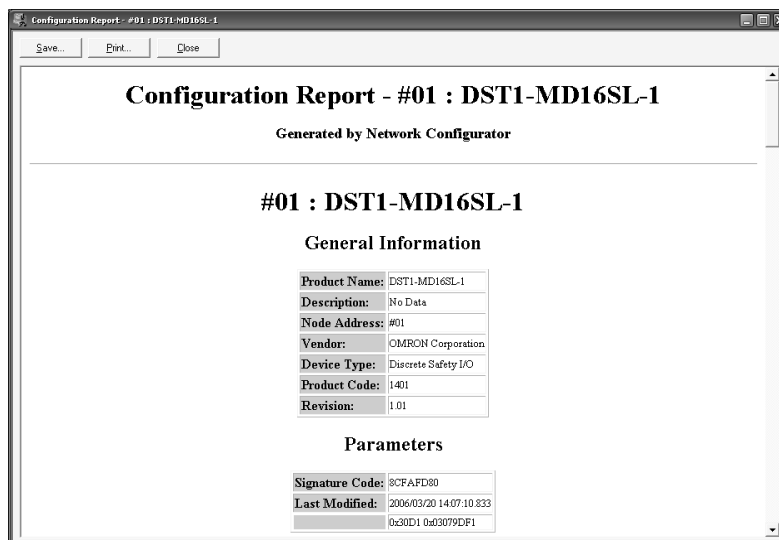 Configuration Report - #01 : DST1-MD16SL-1
Save... Print... Close
Configuration Report - #01 : DST1-MD16SL-1
Generated by Network Configurator
#01 : DST1-MD16SL-1
General Information
Product Name: DST1-MD16SL-1
Description: No Data
Node Address: #01
Vendor: OMRON Corporation
Device Type: Discrete Safety I/O
Product Code: 1401
Revision: 1.01
Parameters
Signature Code: 8CFAFD80
Last Modified: 2006/03/20 14:07:10.833
0x30D1 0x03079DF1